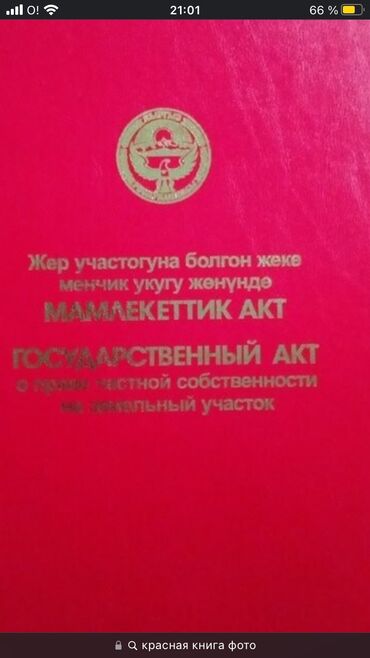 O! 21:01 66 %
Жер участогуна болгон жеке
менчик укугу жөнүндө
МАМЛЕКЕТТИК АКТ
ГОСУДАРСТВЕННЫЙ АКТ
о праве частной собственности
на земельный участок
красная книга фото